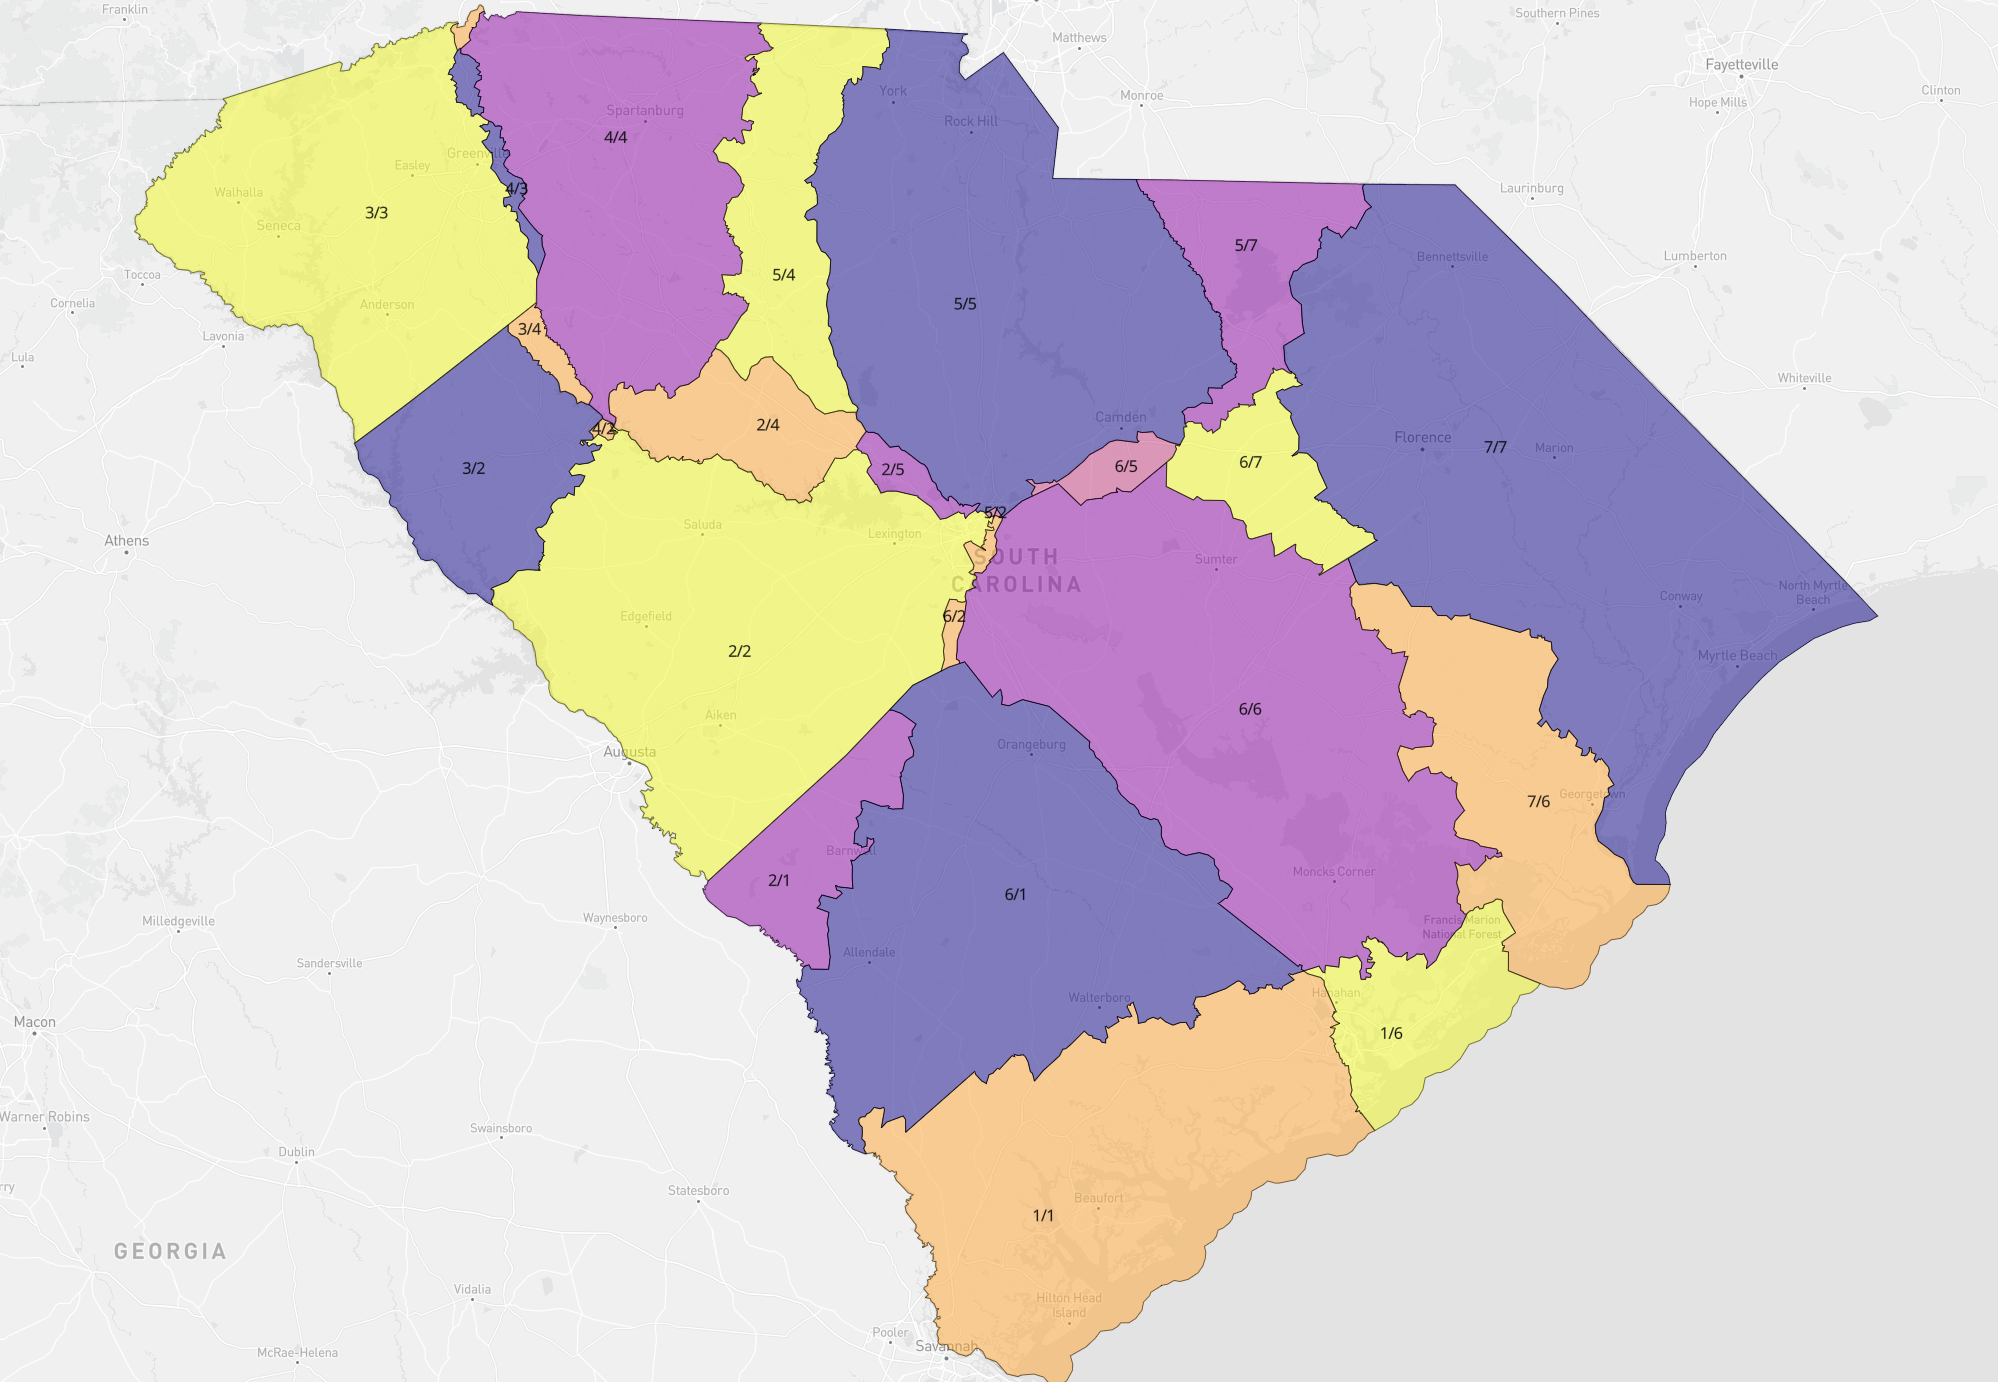 Franklin
Southern Pines
Matthews
Fayetteville
York
Monroe
Clinton
Hope Mills
Spartanburg
Rock Hill
4/4
Greenville
Easley
Walhalla
4/3
Laurinburg
3/3
Seneca
5/7
Bennettsville
Lumberton
Toccoa
5/4
Cornelia
Anderson
5/5
3/4
Lavonia
Lula
Whiteville
Camden
2/4
4/2
Florence
7/7
Marion
3/2
2/5
6/5
6/7
5/2
Saluda
Lexington
Athens
SOUTH
CAROLINA
Sumter
North Myrtle
Beach
Conway
Edgefield
6/2
2/2
Myrtle Beach
6/6
Aiken
Orangeburg
Augusta
7/6
Georgetown
Barnwell
2/1
Moncks Corner
6/1
Milledgeville
Waynesboro
Francis Marion
National Forest
Allendale
Sandersville
Hanahan
Walterboro
Macon
1/6
Warner Robins
Swainsboro
Dublin
rry
Statesboro
Beaufort
1/1
GEORGIA
Vidalia
Hilton Head
Island
Pooler
Savannah
McRae-Helena